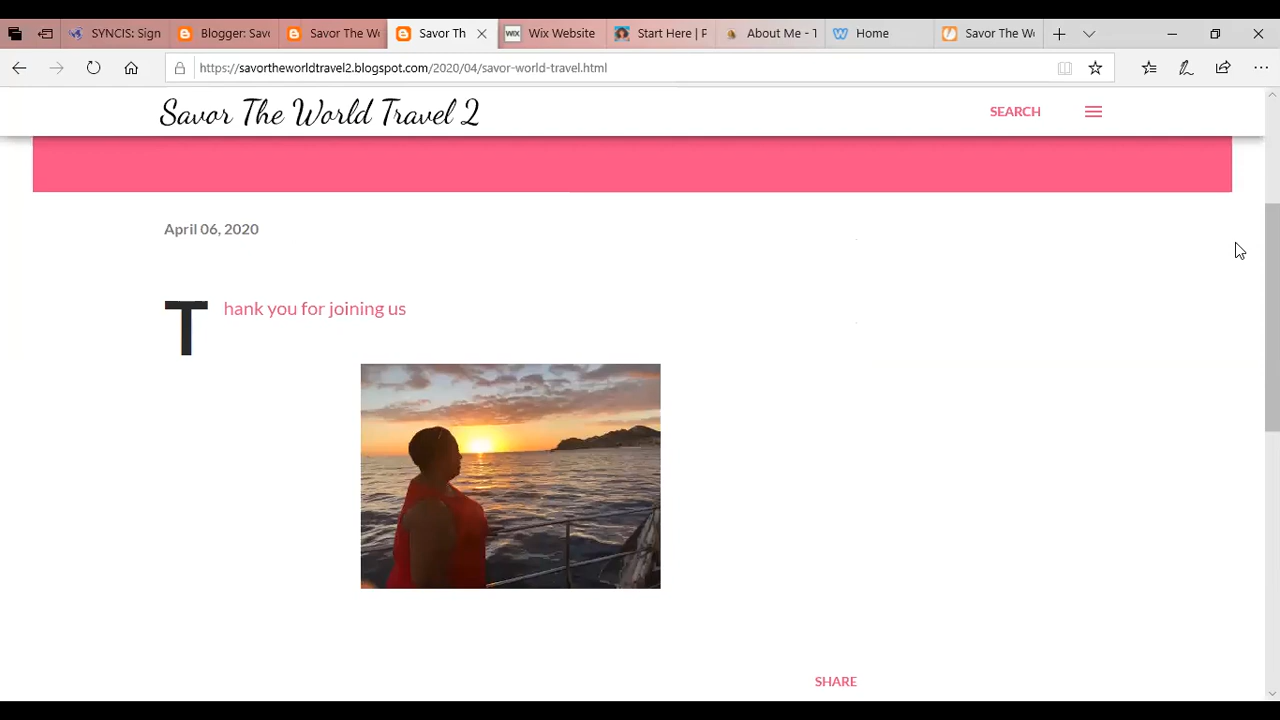 SYNCIS: Sign
Blogger: Savo
Savor The Wo
Savor Th
Wix Website
Start Here | P
About Me - T
Home
Savor The Wo
https://savortheworldtravel2.blogspot.com/2020/04/savor-world-travel.html
Savor The World Travel 2
SEARCH
April 06, 2020
Thank you for joining us
SHARE